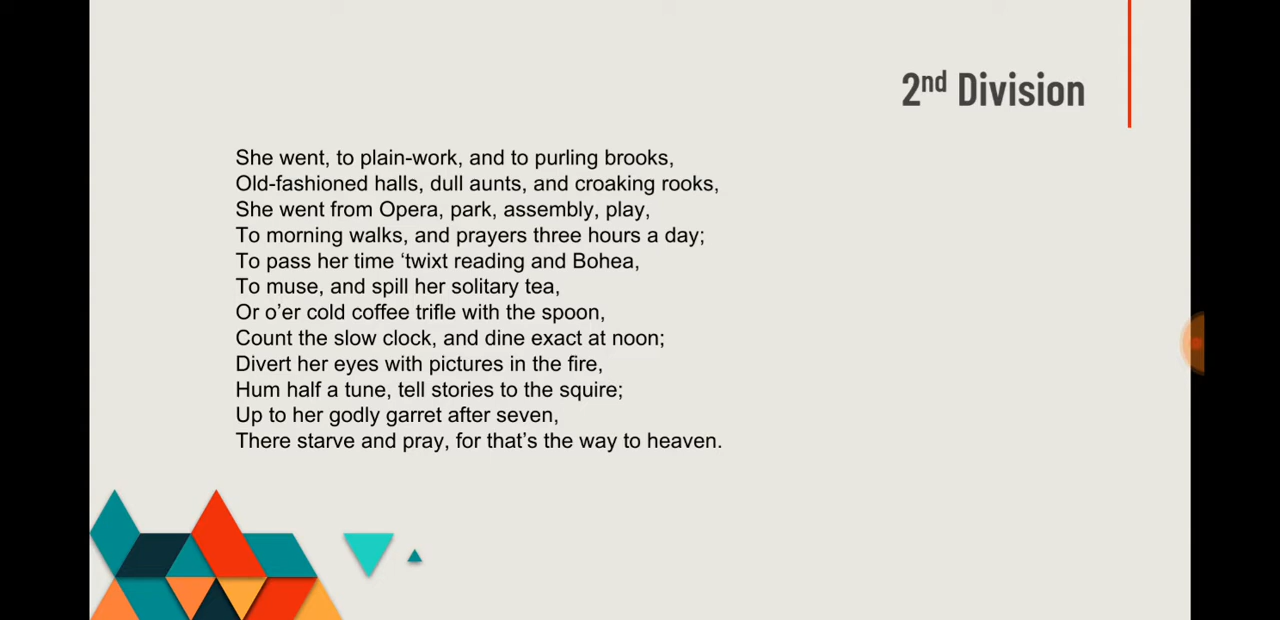 2nd Division
She went, to plain-work, and to purling brooks,
Old-fashioned halls, dull aunts, and croaking rooks,
She went from Opera, park, assembly, play,
To morning walks, and prayers three hours a day;
To pass her time ‘twixt reading and Bohea,
To muse, and spill her solitary tea,
Or o’er cold coffee trifle with the spoon,
Count the slow clock, and dine exact at noon;
Divert her eyes with pictures in the fire,
Hum half a tune, tell stories to the squire;
Up to her godly garret after seven,
There starve and pray, for that’s the way to heaven.